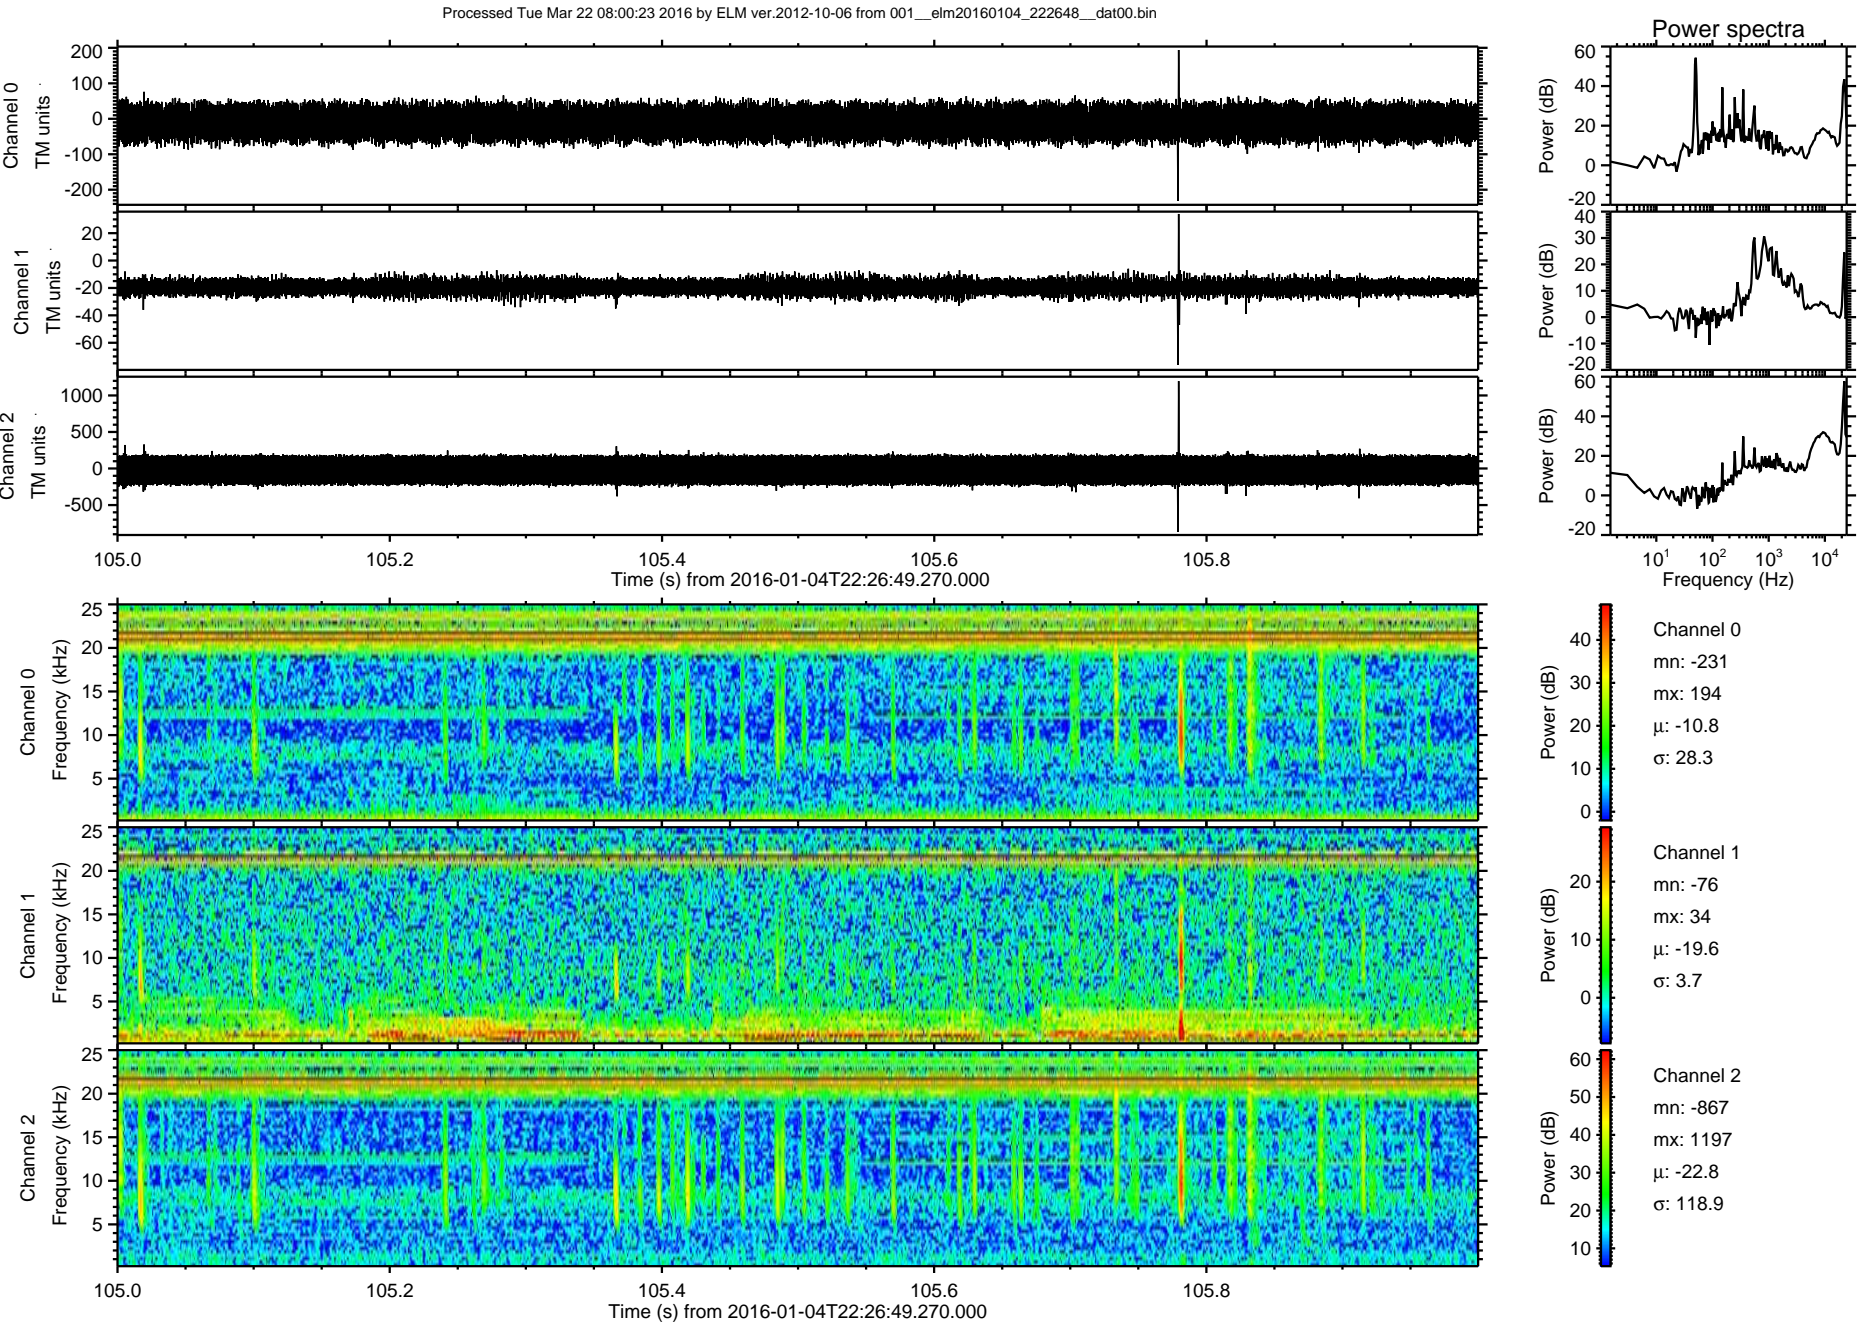 Processed Tue Mar 22 08:00:23 2016 by ELM ver.2012-10-06 from 001__elm20160104_222648__dat00.bin
Power spectra
Channel 0
TM units
200
100
0
-100
-200
Power (dB)
60
40
20
0
-20
Channel 1
TM units
20
0
-20
-40
-60
Power (dB)
40
30
20
10
0
-10
-20
Channel 2
TM units
1000
500
0
-500
Power (dB)
60
40
20
0
-20
105.0 105.2 105.4 105.6 105.8
Time (s) from 2016-01-04T22:26:49.270.000
10^1 10^2 10^3 10^4
Frequency (Hz)
Channel 0
Frequency (kHz)
25
20
15
10
5
Power (dB)
40
30
20
10
0
Channel 0
mn: -231
mx: 194
μ: -10.8
σ: 28.3
Channel 1
Frequency (kHz)
25
20
15
10
5
Power (dB)
20
10
0
Channel 1
mn: -76
mx: 34
μ: -19.6
σ: 3.7
Channel 2
Frequency (kHz)
25
20
15
10
5
Power (dB)
60
50
40
30
20
10
Channel 2
mn: -867
mx: 1197
μ: -22.8
σ: 118.9
105.0 105.2 105.4 105.6 105.8
Time (s) from 2016-01-04T22:26:49.270.000